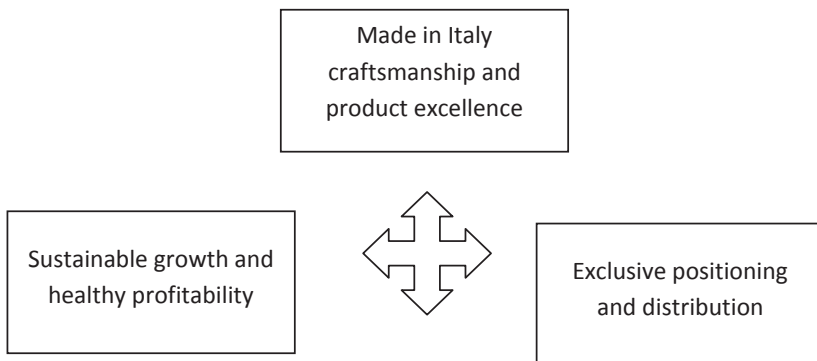 Made in Italy
craftsmanship and
product excellence
Sustainable growth and
healthy profitability
Exclusive positioning
and distribution